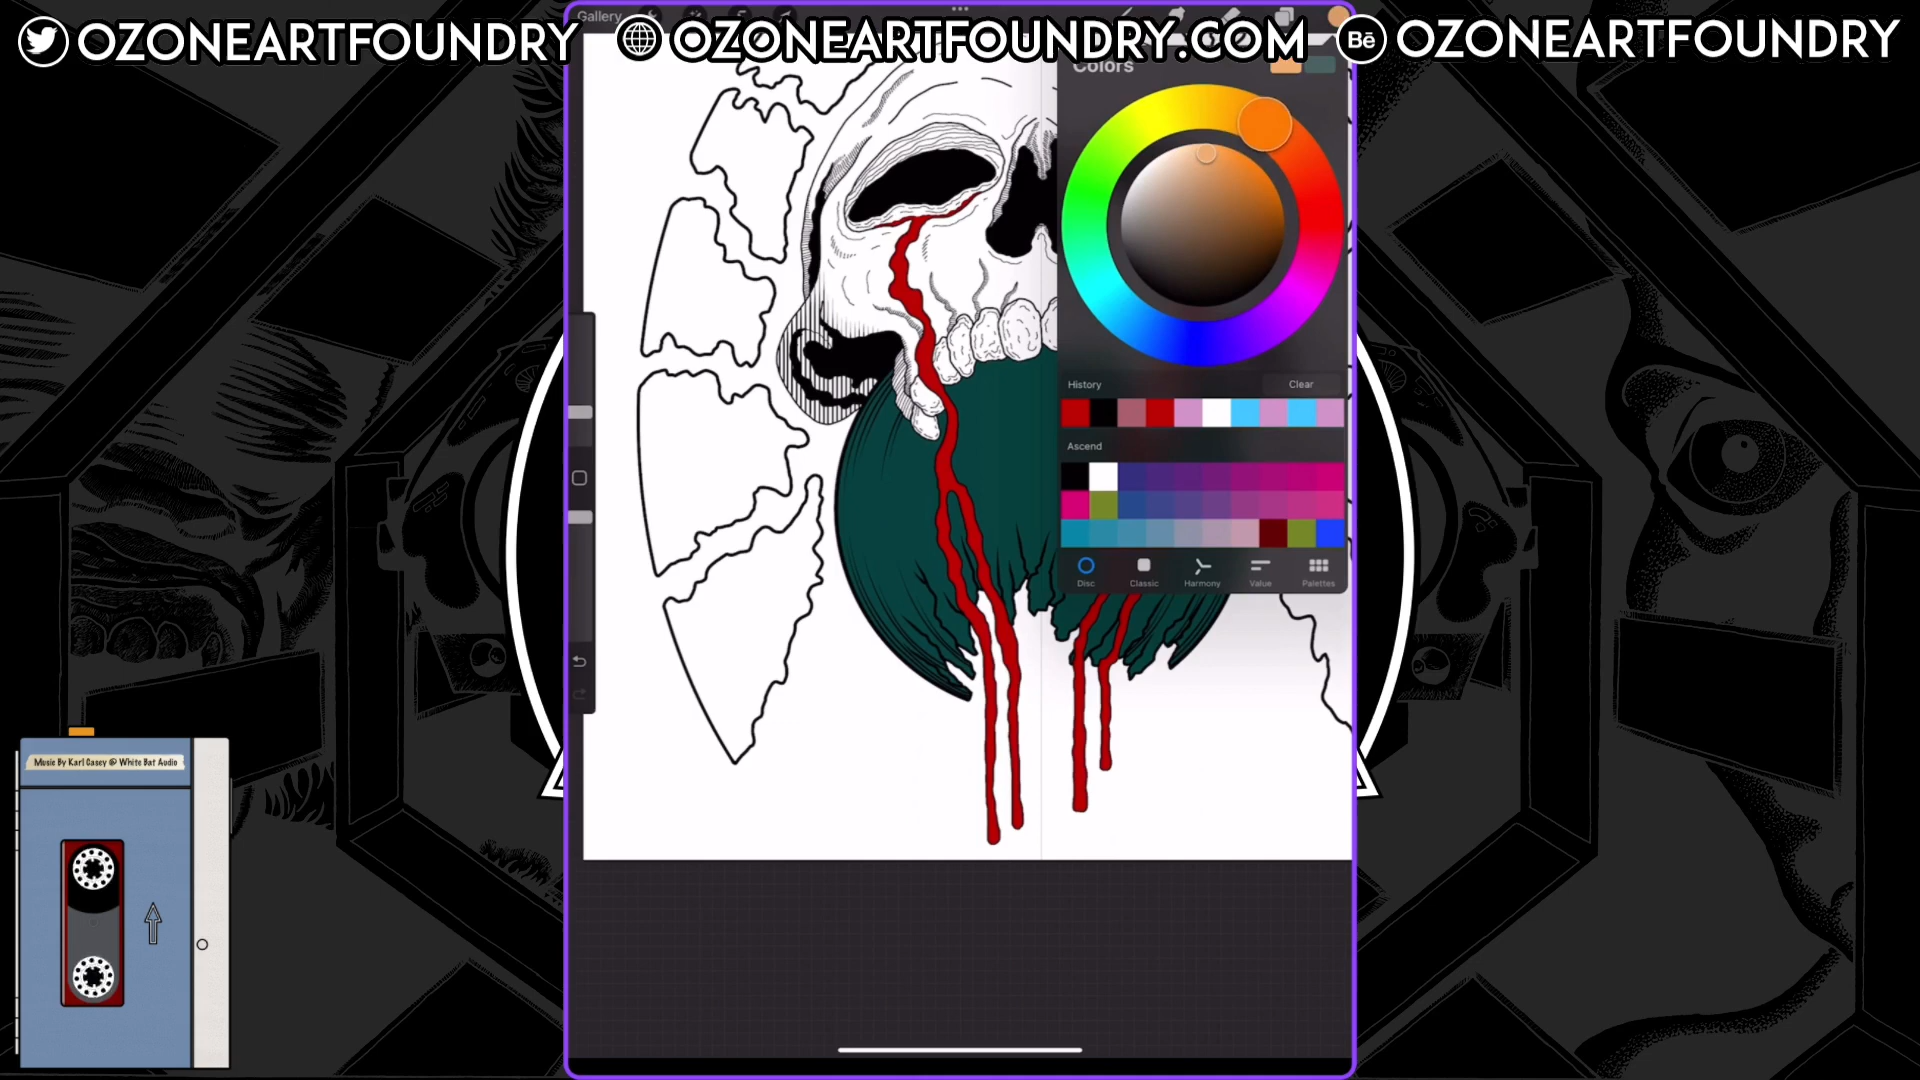 OZONEARTFOUNDRY
OZONEARTFOUNDRY.COM
Bē OZONEARTFOUNDRY
Gallery
Colors
History
Clear
Ascend
Disc
Classic
Harmony
Value
Palettes
Music By Karl Casey @ White Bat Audio